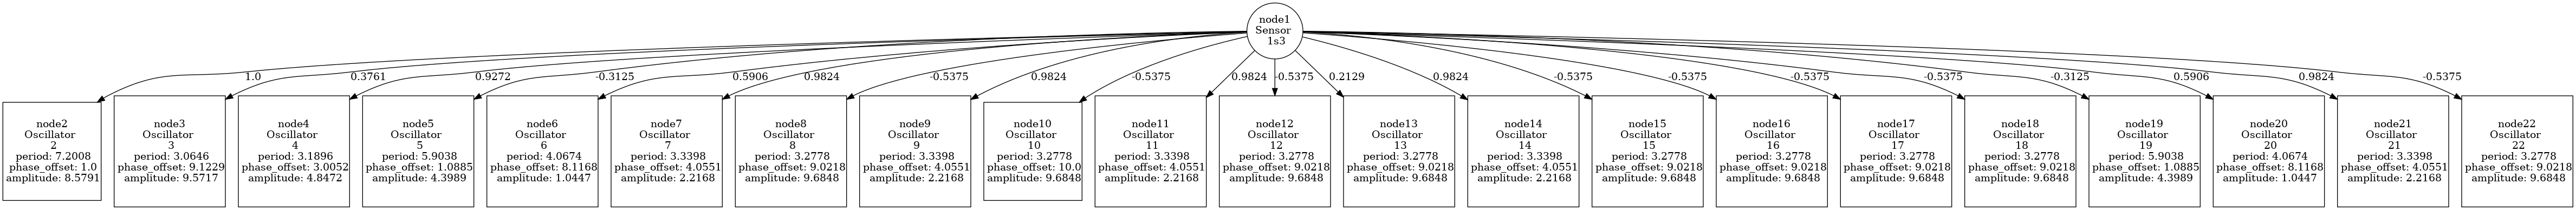 node1
Sensor
1s3
1.0
0.3761
0.9272
-0.3125
0.5906
0.9824
-0.5375
0.9824
-0.5375
0.9824
-0.5375
0.2129
0.9824
-0.5375
-0.5375
-0.5375
-0.5375
-0.3125
0.5906
0.9824
-0.5375
node2
Oscillator
2
period: 7.2008
phase_offset: 1.0
amplitude: 8.5791
node3
Oscillator
3
period: 3.0646
phase_offset: 9.1229
amplitude: 9.5717
node4
Oscillator
4
period: 3.1896
phase_offset: 3.0052
amplitude: 4.8472
node5
Oscillator
5
period: 5.9038
phase_offset: 1.0885
amplitude: 4.3989
node6
Oscillator
6
period: 4.0674
phase_offset: 8.1168
amplitude: 1.0447
node7
Oscillator
7
period: 3.3398
phase_offset: 4.0551
amplitude: 2.2168
node8
Oscillator
8
period: 3.2778
phase_offset: 9.0218
amplitude: 9.6848
node9
Oscillator
9
period: 3.3398
phase_offset: 4.0551
amplitude: 2.2168
node10
Oscillator
10
period: 3.2778
phase_offset: 10.0
amplitude: 9.6848
node11
Oscillator
11
period: 3.3398
phase_offset: 4.0551
amplitude: 2.2168
node12
Oscillator
12
period: 3.2778
phase_offset: 9.0218
amplitude: 9.6848
node13
Oscillator
13
period: 3.2778
phase_offset: 9.0218
amplitude: 9.6848
node14
Oscillator
14
period: 3.3398
phase_offset: 4.0551
amplitude: 2.2168
node15
Oscillator
15
period: 3.2778
phase_offset: 9.0218
amplitude: 9.6848
node16
Oscillator
16
period: 3.2778
phase_offset: 9.0218
amplitude: 9.6848
node17
Oscillator
17
period: 3.2778
phase_offset: 9.0218
amplitude: 9.6848
node18
Oscillator
18
period: 3.2778
phase_offset: 9.0218
amplitude: 9.6848
node19
Oscillator
19
period: 5.9038
phase_offset: 1.0885
amplitude: 4.3989
node20
Oscillator
20
period: 4.0674
phase_offset: 8.1168
amplitude: 1.0447
node21
Oscillator
21
period: 3.3398
phase_offset: 4.0551
amplitude: 2.2168
node22
Oscillator
22
period: 3.2778
phase_offset: 9.0218
amplitude: 9.6848